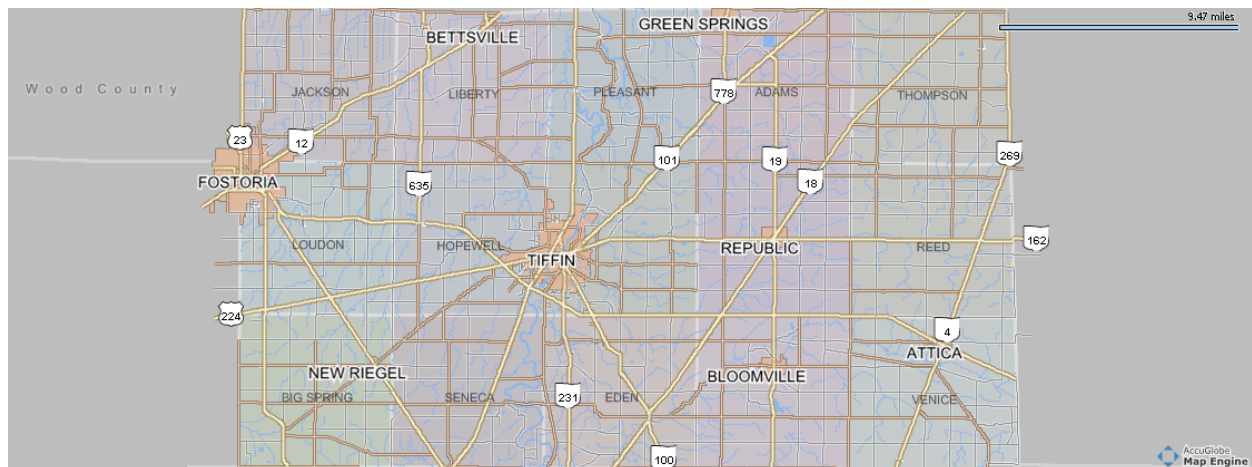 9.47 miles
GREEN SPRINGS
BETTSVILLE
Wood County
JACKSON
LIBERTY
PLEASANT
778
ADAMS
THOMPSON
23
12
101
19
18
269
FOSTORIA
635
LOUDON
HOPEWELL
TIFFIN
REPUBLIC
REED
162
224
4
ATTICA
NEW RIEGEL
BLOOMVILLE
BIG SPRING
SENECA
231
EDEN
VENICE
100
AccuGlobe
Map Engine